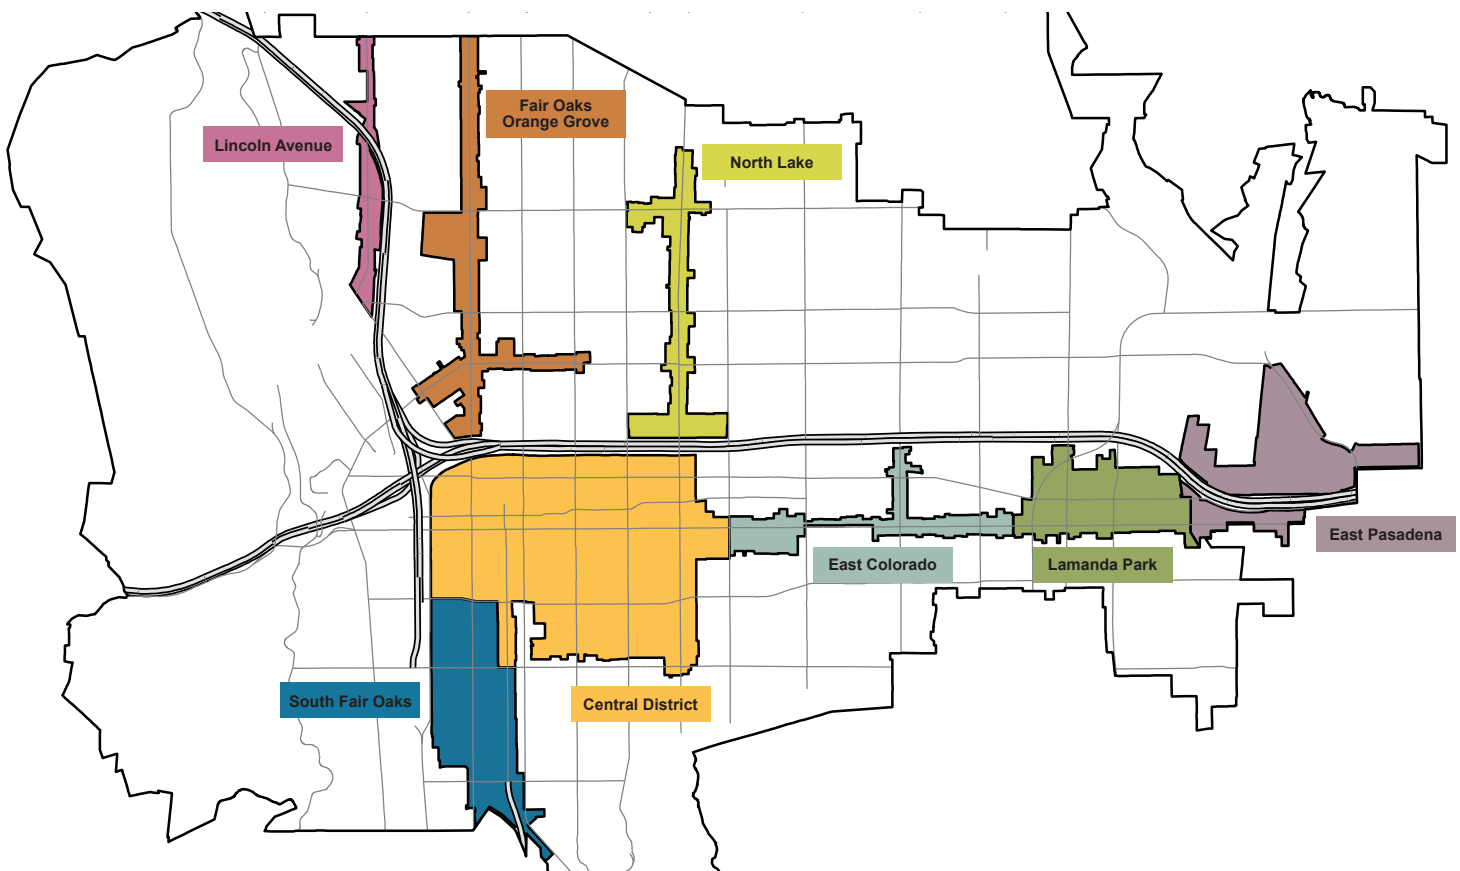 Fair Oaks
Orange Grove
Lincoln Avenue
North Lake
East Pasadena
East Colorado
Lamanda Park
South Fair Oaks
Central District